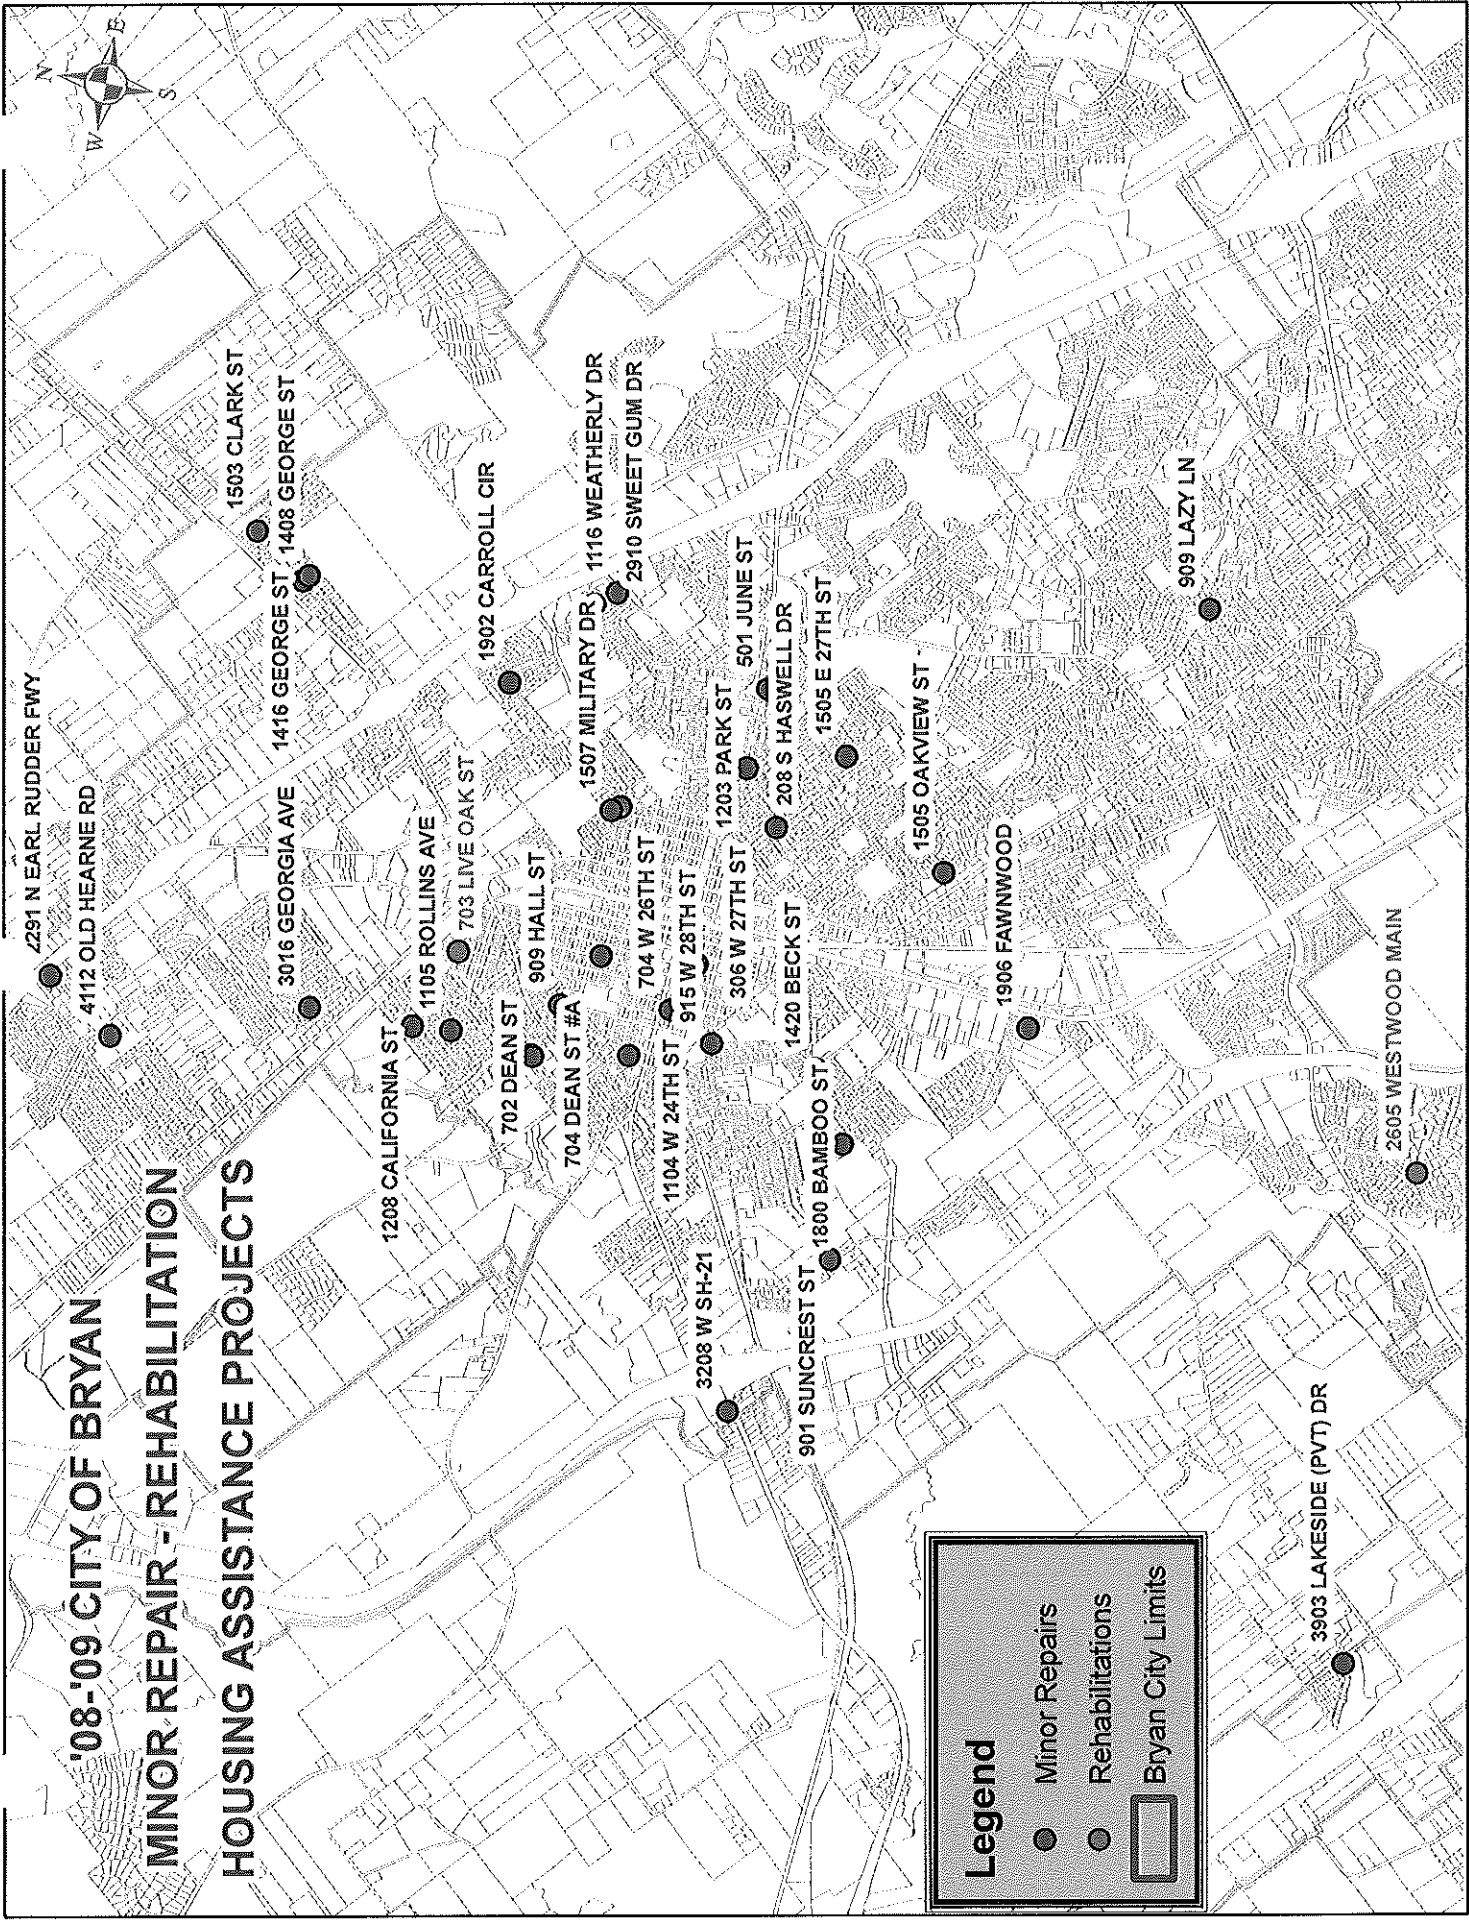 '08-'09 CITY OF BRYAN
MINOR REPAIR - REHABILITATION
HOUSING ASSISTANCE PROJECTS
N
E
S
W
2291 N EARL RUDDER FWY
4112 OLD HEARNE RD
1503 CLARK ST
1408 GEORGE ST
1416 GEORGE ST
3016 GEORGIA AVE
1208 CALIFORNIA ST
1105 ROLLINS AVE
703 LIVE OAK ST
1902 CARROLL CIR
702 DEAN ST
909 HALL ST
704 DEAN ST #A
1507 MILITARY DR
1116 WEATHERLY DR
2910 SWEET GUM DR
704 W 26TH ST
1104 W 24TH ST
915 W 28TH ST
1203 PARK ST
501 JUNE ST
306 W 27TH ST
208 S HASWELL DR
1420 BECK ST
1505 E 27TH ST
3208 W SH-21
901 SUNCREST ST
1800 BAMBOO ST
1505 OAKVIEW ST
1906 FAWNWOOD
909 LAZY LN
2605 WESTWOOD MAIN
3903 LAKESIDE (PVT) DR
Legend
Minor Repairs
Rehabilitations
Bryan City Limits